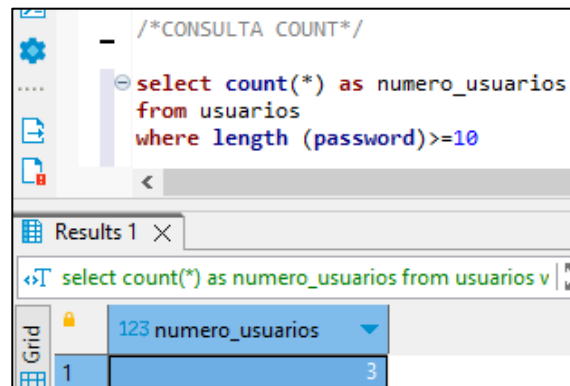 /*CONSULTA COUNT*/
select count(*) as numero_usuarios
from usuarios
where length (password)>=10
Results 1
select count(*) as numero_usuarios from usuarios v
Grid
123 numero_usuarios
1 3